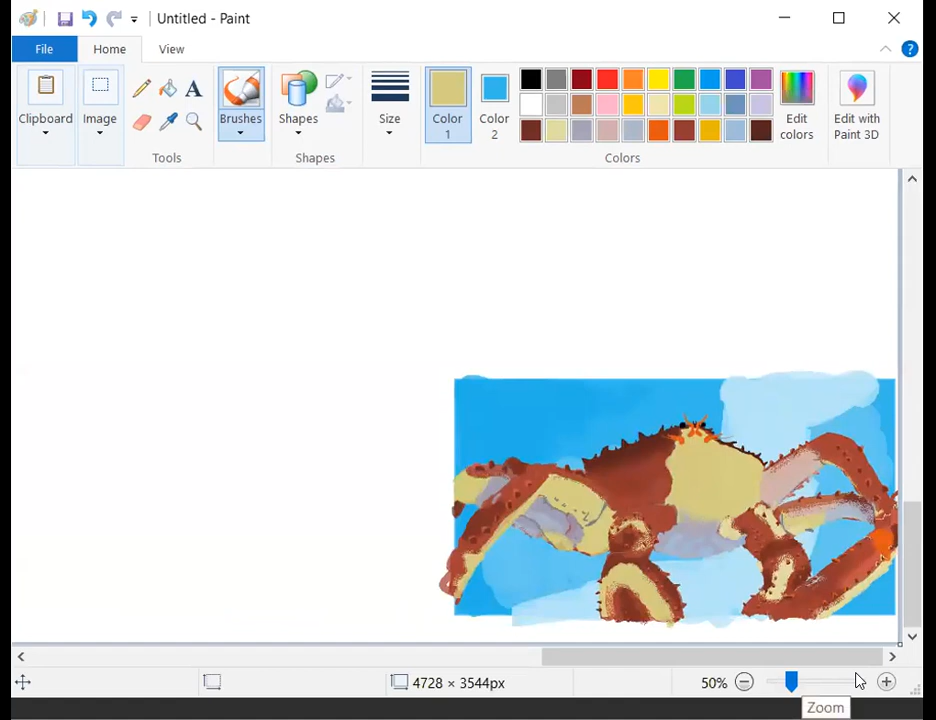 Untitled - Paint
File Home View
Clipboard Image Brushes Shapes Size Color 1 Color 2 Edit colors Edit with Paint 3D
Tools Shapes Colors
4728 × 3544px 50%
Zoom